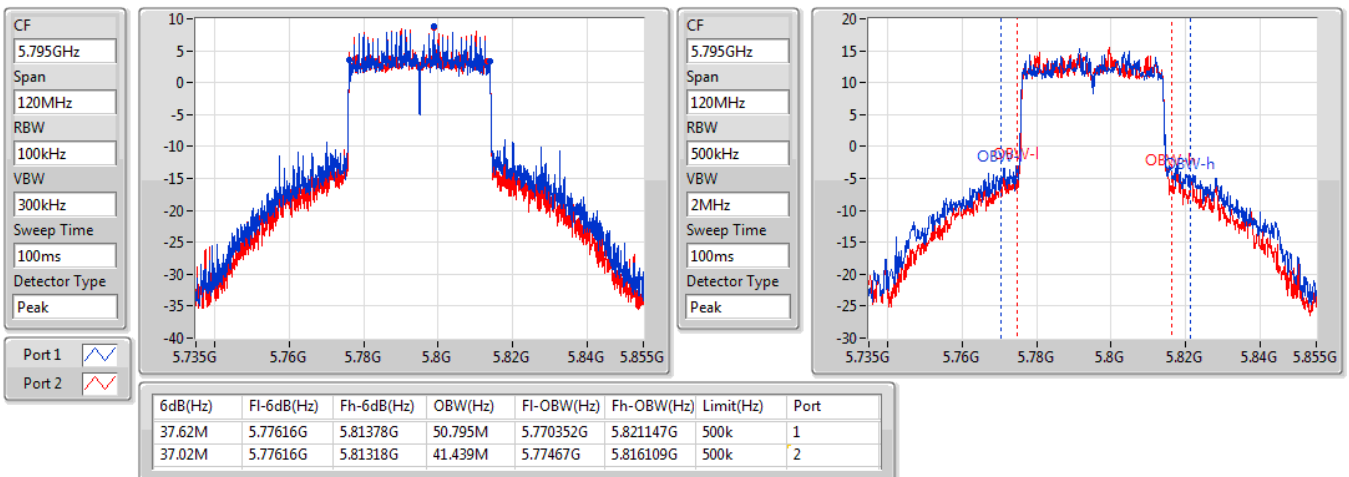 CF
5.795GHz
Span
120MHz
RBW
100kHz
VBW
300kHz
Sweep Time
100ms
Detector Type
Peak
Port 1
Port 2
10
5
0
-5
-10
-15
-20
-25
-30
-35
-40
5.735G 5.76G 5.78G 5.8G 5.82G 5.84G 5.855G
CF
5.795GHz
Span
120MHz
RBW
500kHz
VBW
2MHz
Sweep Time
100ms
Detector Type
Peak
20
15
10
5
0
-5
-10
-15
-20
-25
-30
OBW-l
OBW-h
5.735G 5.76G 5.78G 5.8G 5.82G 5.84G 5.855G
6dB(Hz) Fl-6dB(Hz) Fh-6dB(Hz) OBW(Hz) Fl-OBW(Hz) Fh-OBW(Hz) Limit(Hz) Port
37.62M 5.77616G 5.81378G 50.795M 5.770352G 5.821147G 500k 1
37.02M 5.77616G 5.81318G 41.439M 5.77467G 5.816109G 500k 2